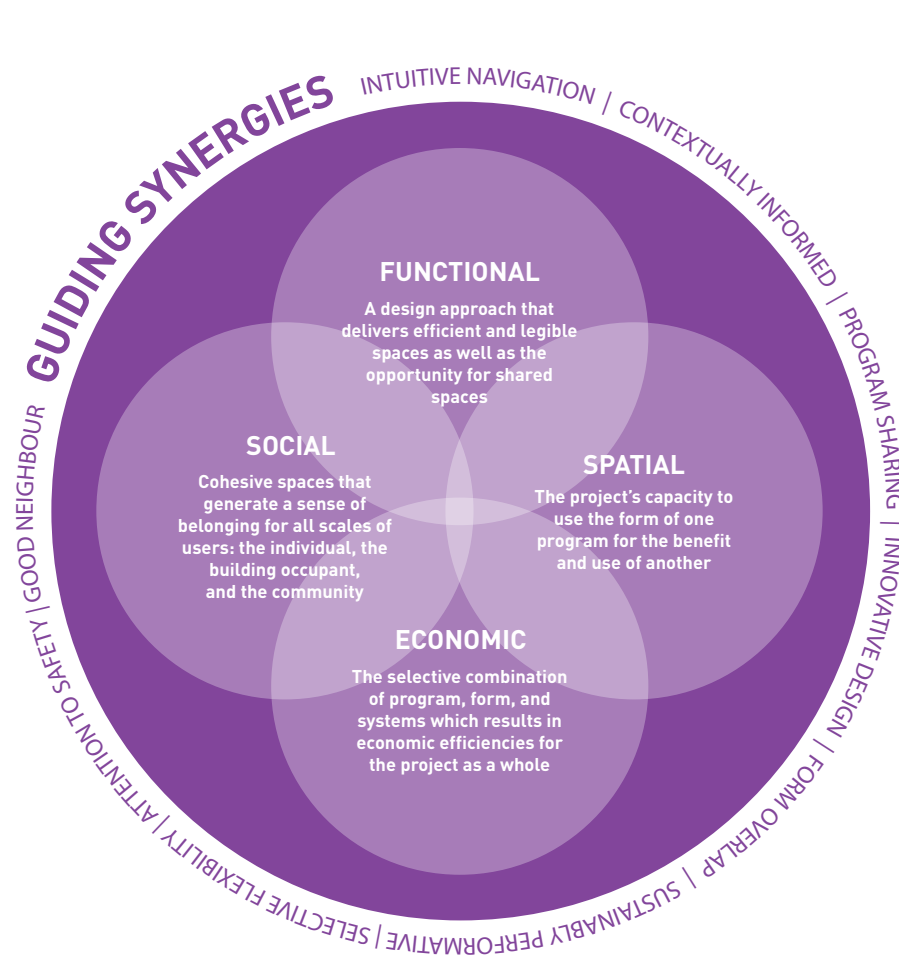 GUIDING SYNERGIES
INTUITIVE NAVIGATION | CONTEXTUALLY INFORMED | PROGRAM SHARING | INNOVATIVE DESIGN | FORM OVERLAP | SUSTAINABLY PERFORMATIVE | SELECTIVE FLEXIBILITY | ATTENTION TO SAFETY | GOOD NEIGHBOUR
FUNCTIONAL
A design approach that
delivers efficient and legible
spaces as well as the
opportunity for shared
spaces
SOCIAL
Cohesive spaces that
generate a sense of
belonging for all scales of
users: the individual, the
building occupant,
and the community
SPATIAL
The project's capacity to
use the form of one
program for the benefit
and use of another
ECONOMIC
The selective combination
of program, form, and
systems which results in
economic efficiencies for
the project as a whole